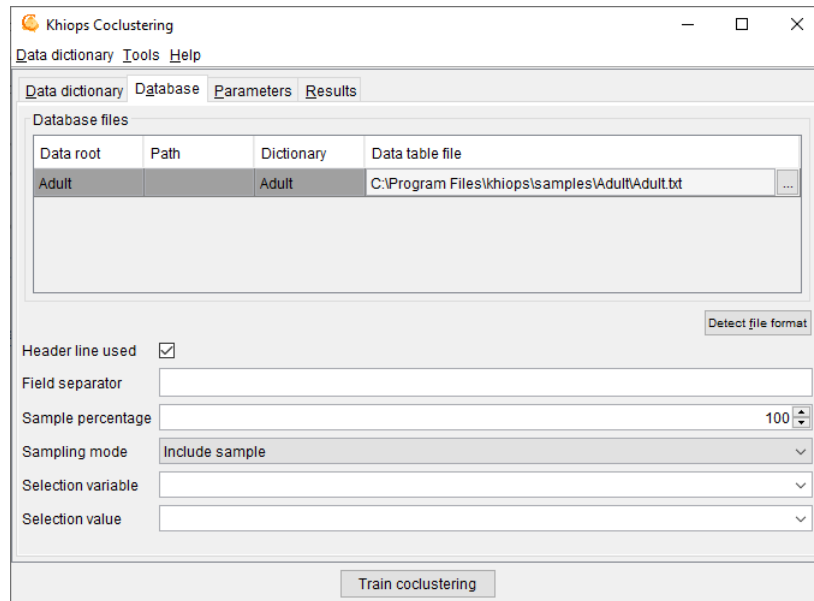 Khiops Coclustering
Data dictionary Tools Help
Data dictionary Database Parameters Results
Database files
Data root Path Dictionary Data table file
Adult Adult C:\Program Files\khiops\samples\Adult\Adult.txt ...
Detect file format
Header line used
Field separator
Sample percentage 100
Sampling mode Include sample
Selection variable
Selection value
Train coclustering